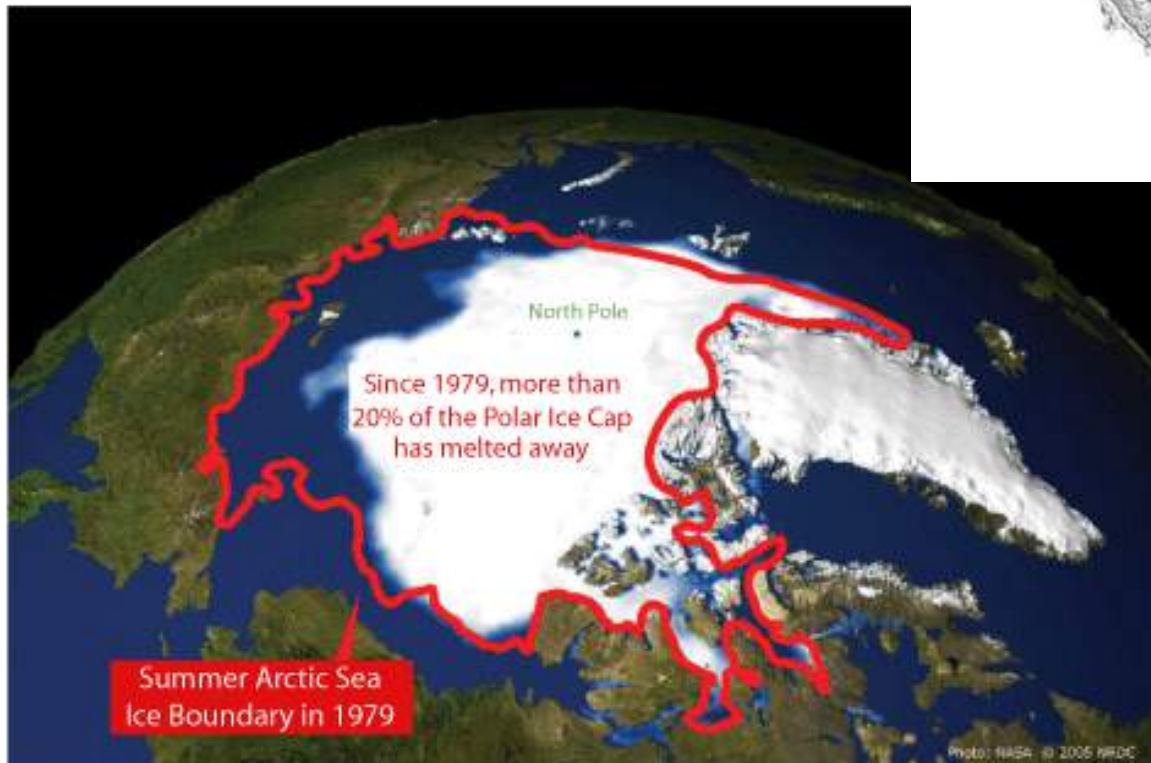 North Pole
Since 1979, more than
20% of the Polar Ice Cap
has melted away
Summer Arctic Sea
Ice Boundary in 1979
Photo: NASA © 2005 NRDC